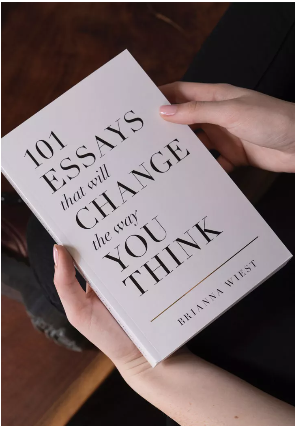 101
ESSAYS
that will
CHANGE
the way
YOU
THINK
BRIANNA WIEST